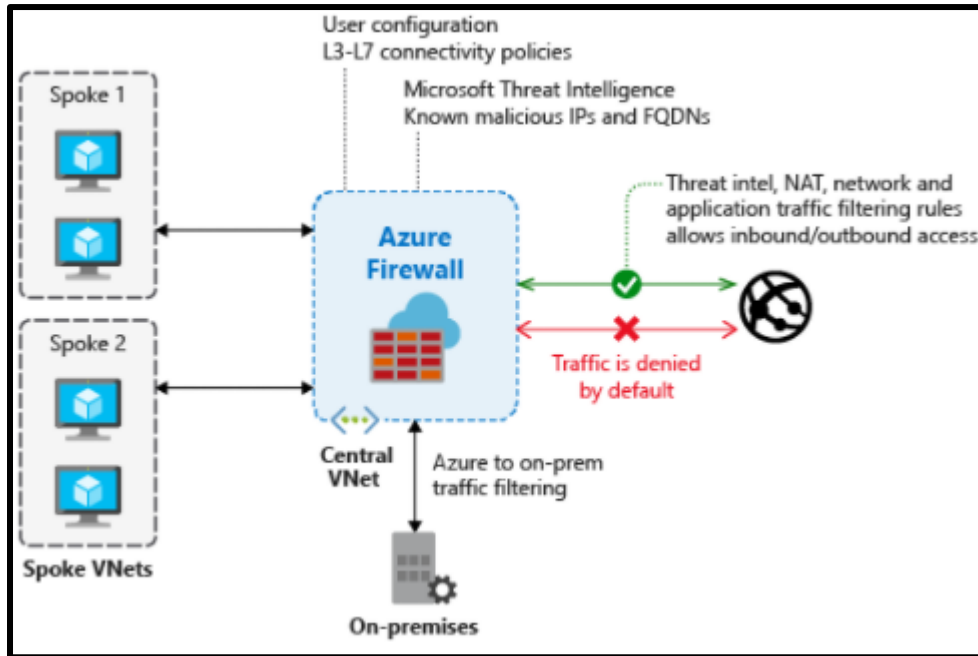 User configuration
L3-L7 connectivity policies
Microsoft Threat Intelligence
Known malicious IPs and FQDNs
Spoke 1
Threat intel, NAT, network and
application traffic filtering rules
allows inbound/outbound access
Azure
Firewall
Spoke 2
Traffic is denied
by default
Central
VNet
Azure to on-prem
traffic filtering
Spoke VNets
On-premises